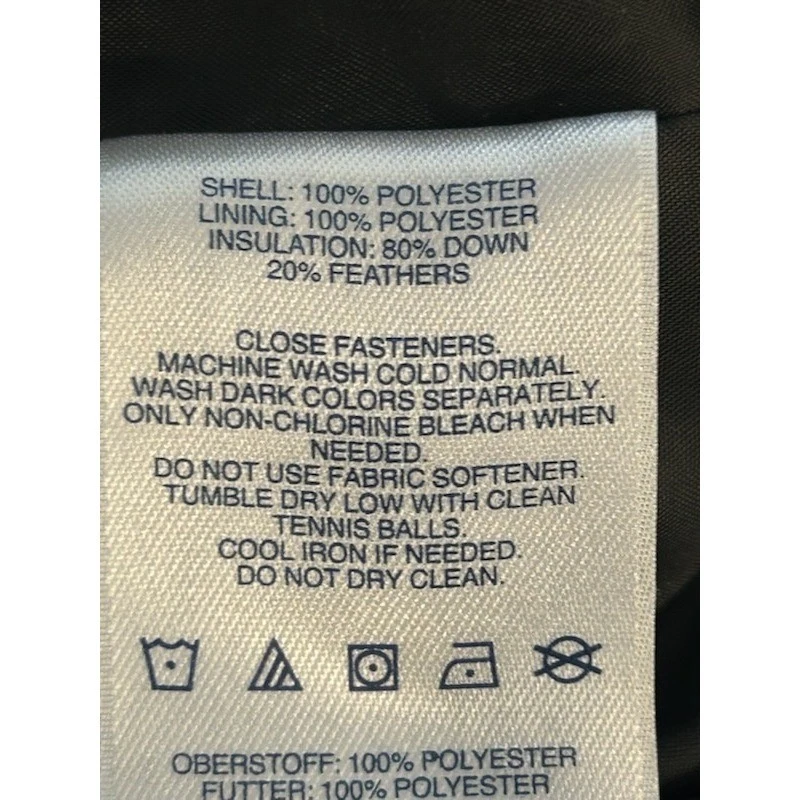 SHELL: 100% POLYESTER
LINING: 100% POLYESTER
INSULATION: 80% DOWN
20% FEATHERS
CLOSE FASTENERS.
MACHINE WASH COLD NORMAL.
WASH DARK COLORS SEPARATELY.
ONLY NON-CHLORINE BLEACH WHEN
NEEDED.
DO NOT USE FABRIC SOFTENER.
TUMBLE DRY LOW WITH CLEAN
TENNIS BALLS.
COOL IRON IF NEEDED.
DO NOT DRY CLEAN.
OBERSTOFF: 100% POLYESTER
FUTTER: 100% POLYESTER